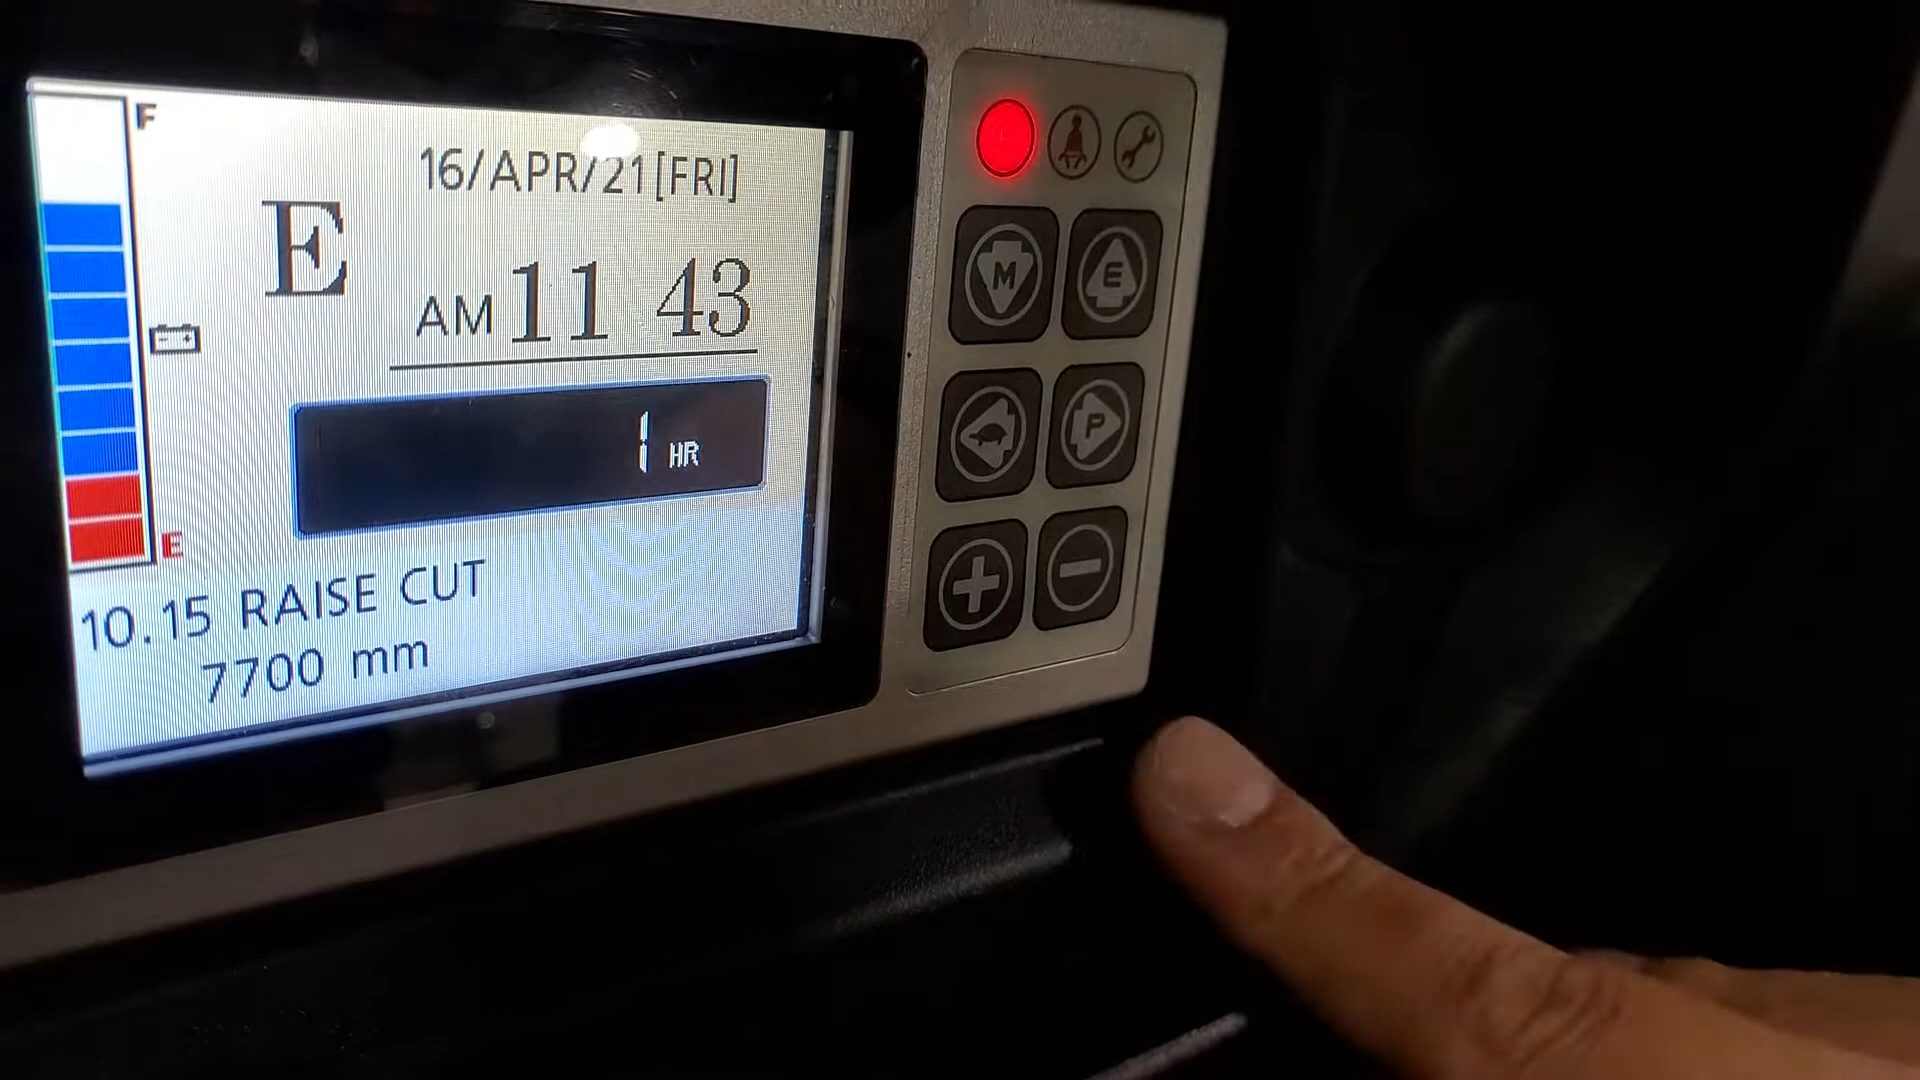 F
16/APR/21[FRI]
E
AM 11 43
1 HR
E
10.15 RAISE CUT
7700 mm
M
E
P